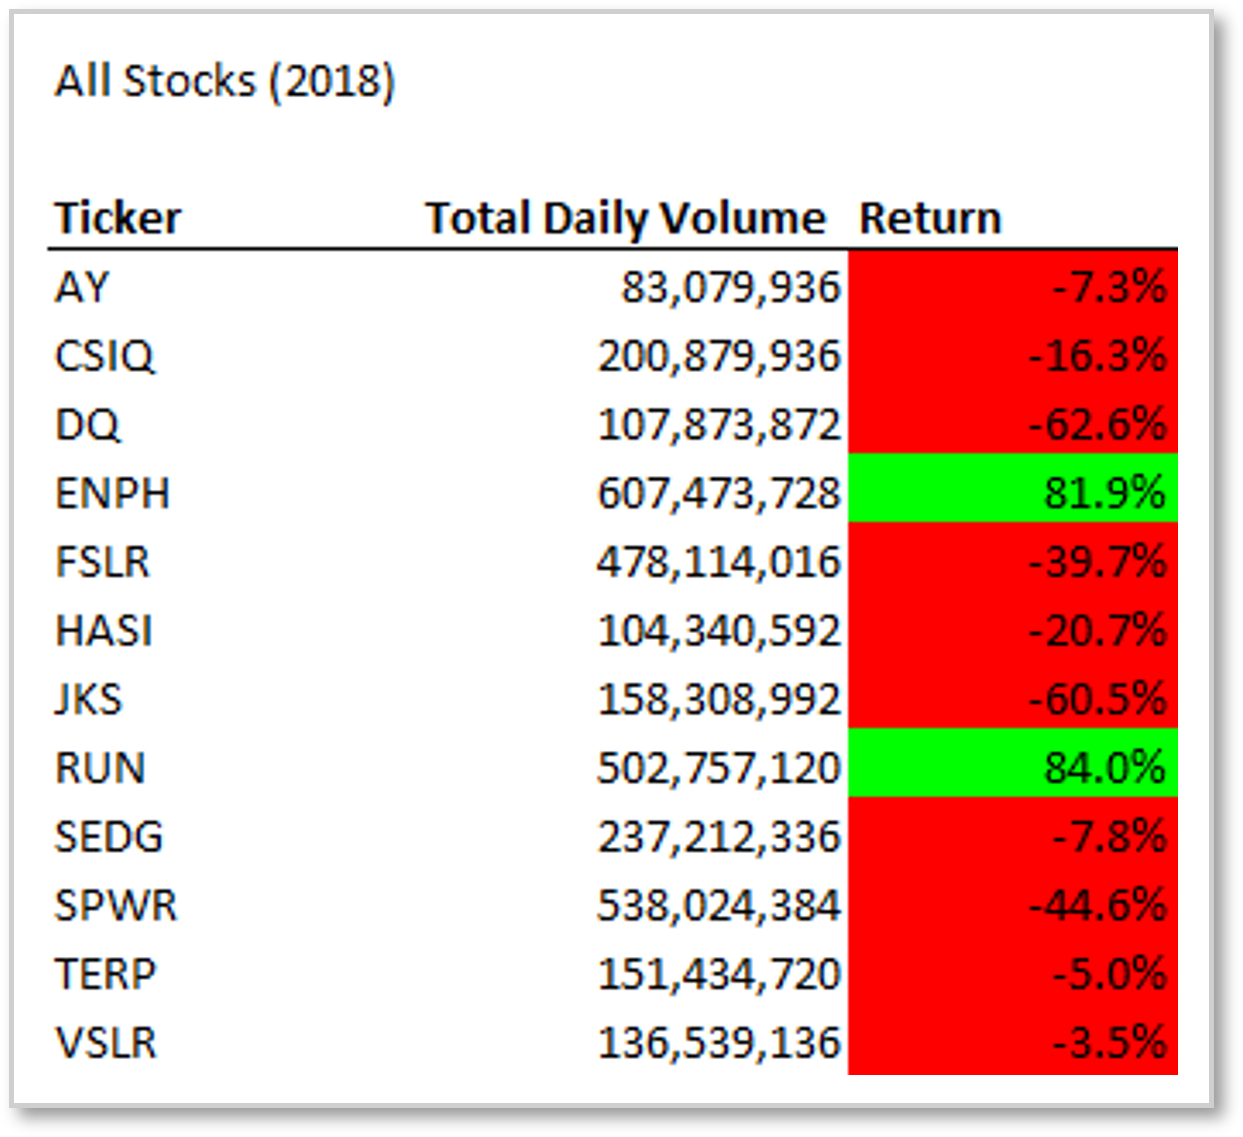 All Stocks (2018)
Ticker Total Daily Volume Return
AY 83,079,936 -7.3%
CSIQ 200,879,936 -16.3%
DQ 107,873,872 -62.6%
ENPH 607,473,728 81.9%
FSLR 478,114,016 -39.7%
HASI 104,340,592 -20.7%
JKS 158,308,992 -60.5%
RUN 502,757,120 84.0%
SEDG 237,212,336 -7.8%
SPWR 538,024,384 -44.6%
TERP 151,434,720 -5.0%
VSLR 136,539,136 -3.5%